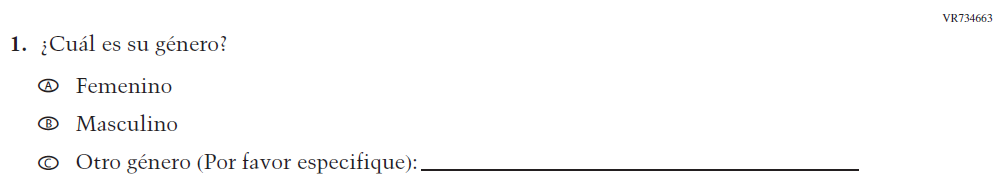 VR734663
1. ¿Cuál es su género?
A Femenino
B Masculino
C Otro género (Por favor especifique):